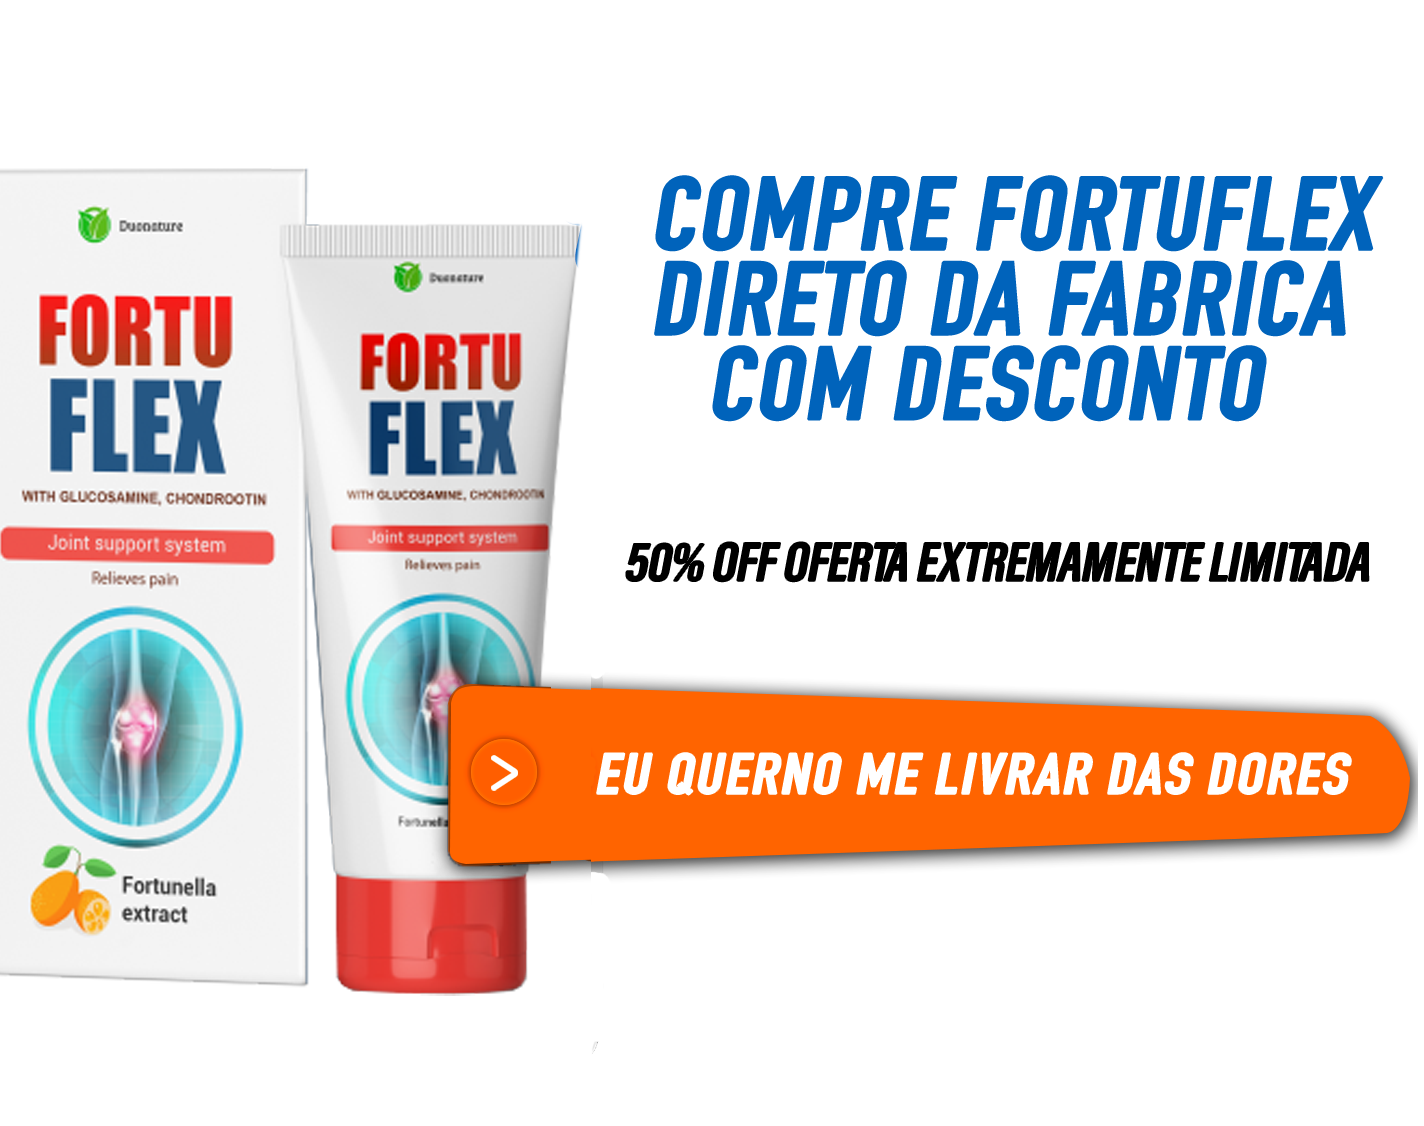 Duonature
FORTU
FLEX
WITH GLUCOSAMINE, CHONDROOTIN
Joint support system
Relieves pain
Fortunella
extract
Duonature
FORTU
FLEX
WITH GLUCOSAMINE, CHONDROOTIN
Joint support system
Relieves pain
Fortunella
COMPRE FORTUFLEX
DIRETO DA FABRICA
COM DESCONTO
50% OFF OFERTA EXTREMAMENTE LIMITADA
EU QUERNO ME LIVRAR DAS DORES